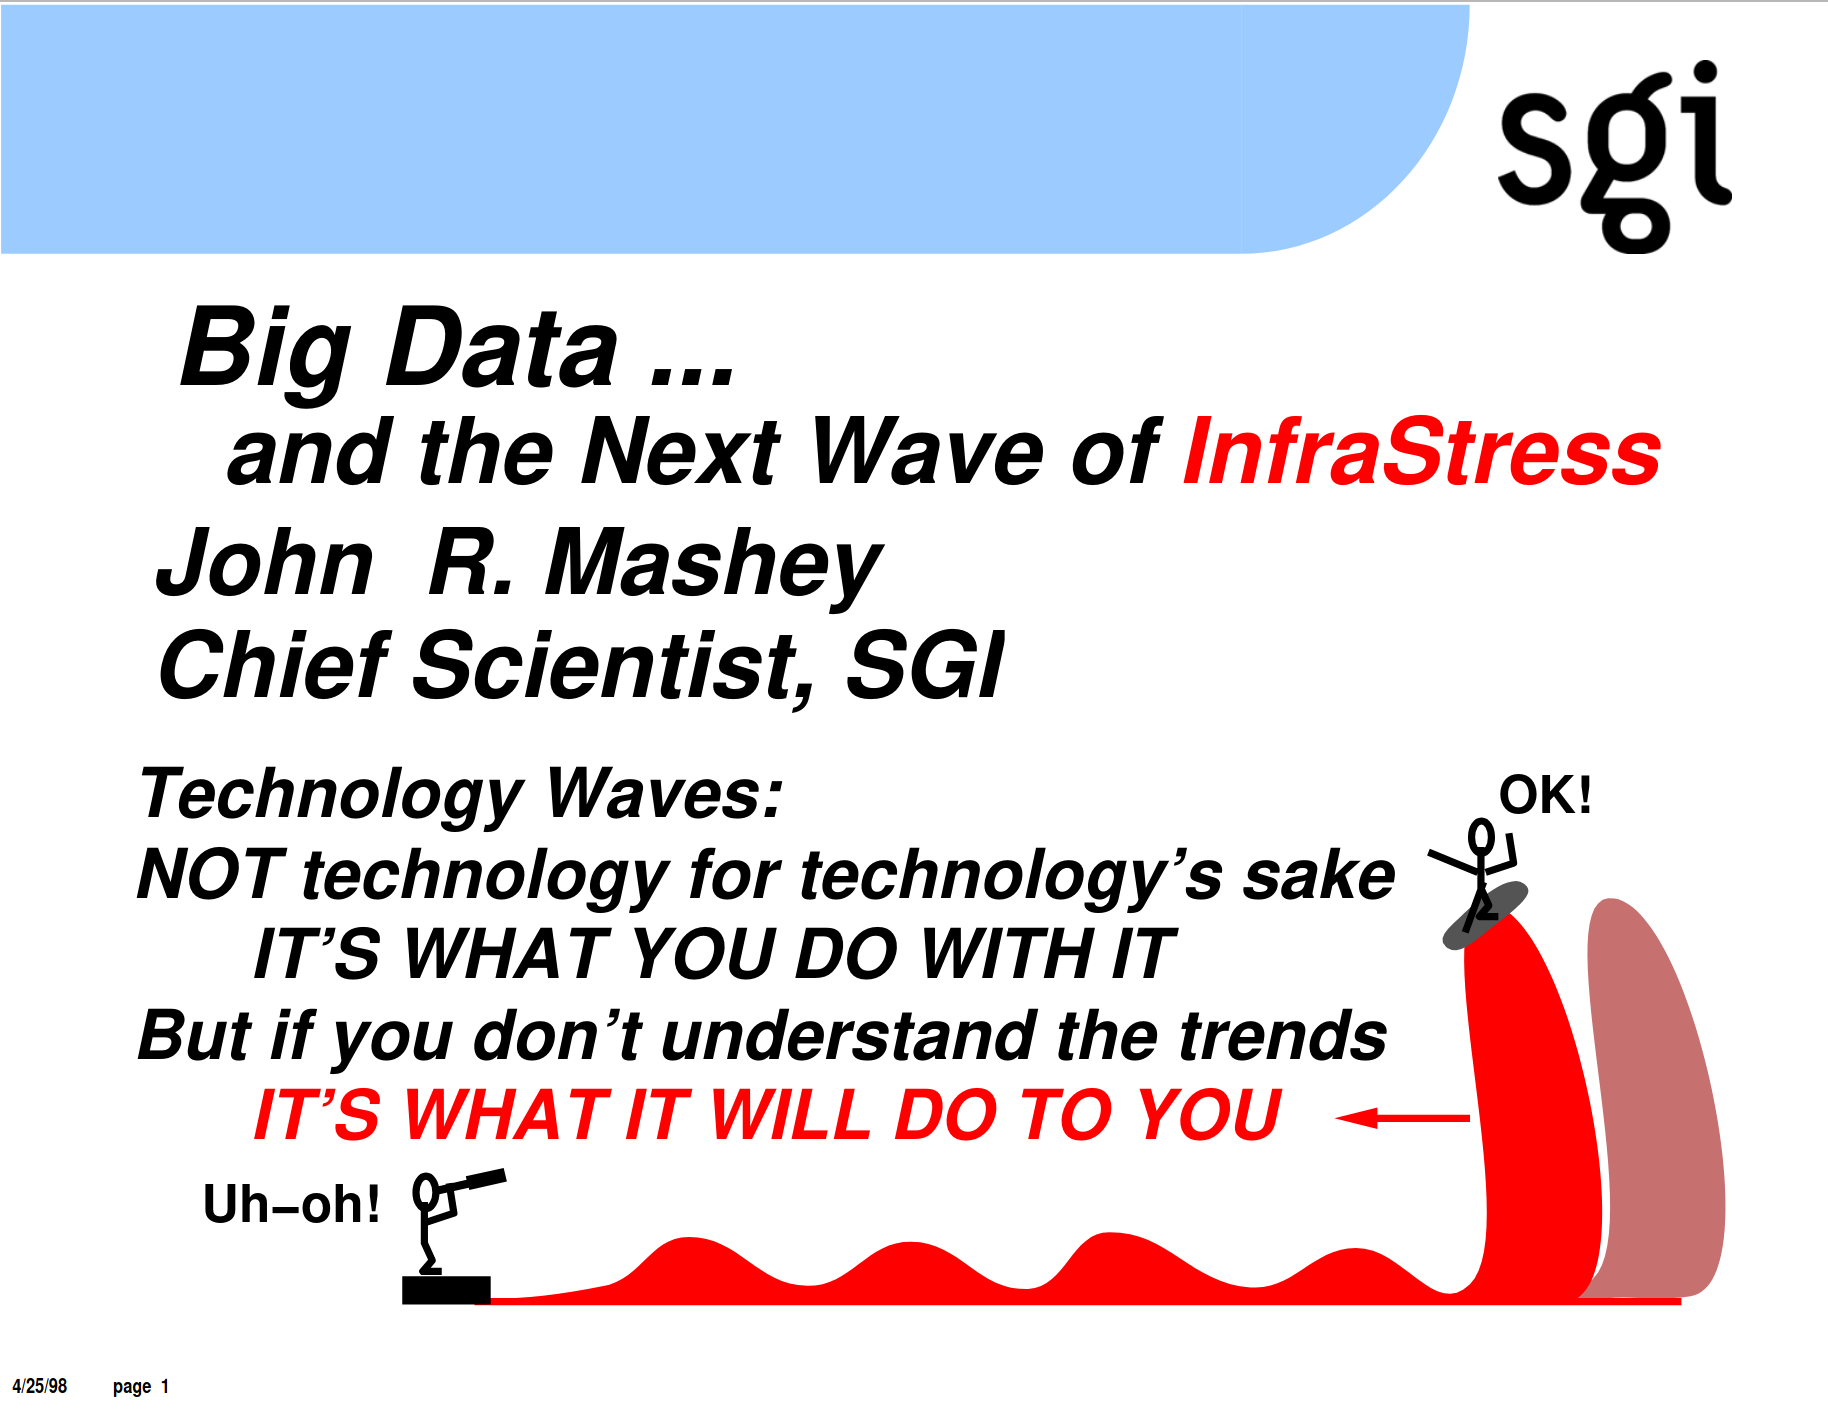 sgi
Big Data ...
and the Next Wave of InfraStress
John R. Mashey
Chief Scientist, SGI
Technology Waves:
OK!
NOT technology for technology’s sake
IT’S WHAT YOU DO WITH IT
But if you don’t understand the trends
IT’S WHAT IT WILL DO TO YOU
Uh−oh!
4/25/98 page 1